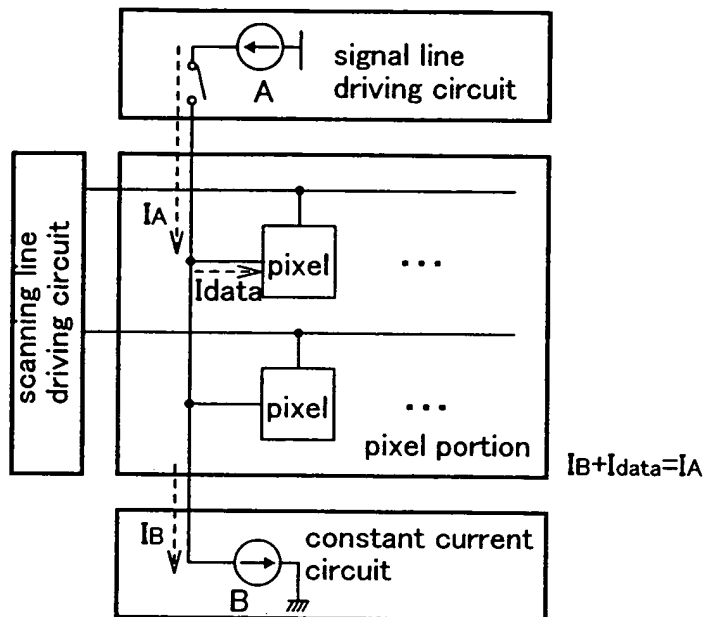 signal line
driving circuit
A
scanning line
driving circuit
IA
pixel
...
Idata
pixel
...
pixel portion
IB+Idata=IA
IB
constant current
circuit
B